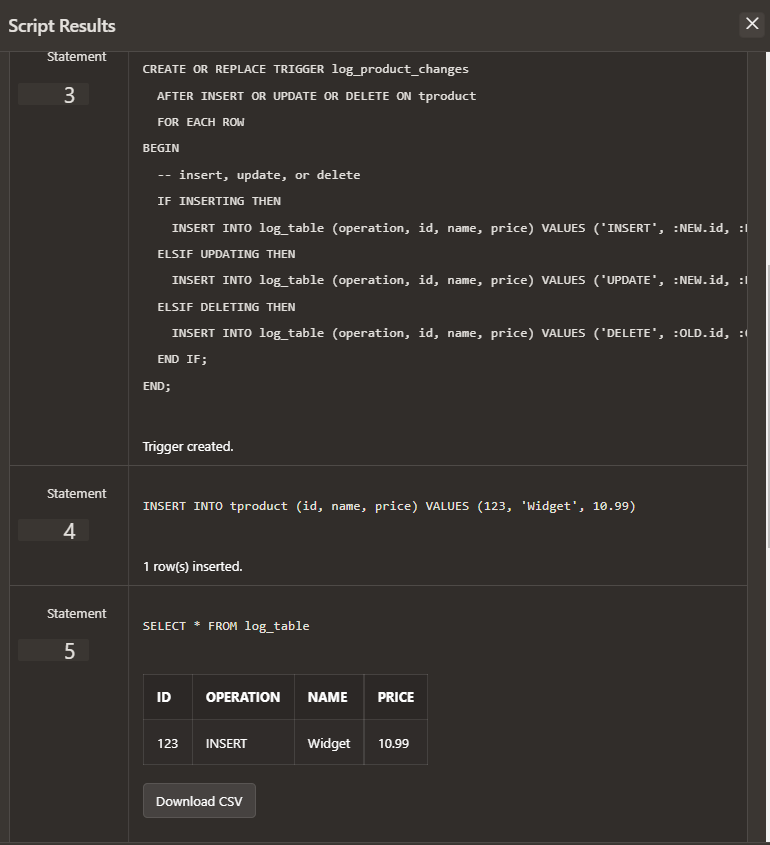 Script Results
Statement
3
CREATE OR REPLACE TRIGGER log_product_changes
AFTER INSERT OR UPDATE OR DELETE ON tproduct
FOR EACH ROW
BEGIN
-- insert, update, or delete
IF INSERTING THEN
INSERT INTO log_table (operation, id, name, price) VALUES ('INSERT', :NEW.id, :
ELSIF UPDATING THEN
INSERT INTO log_table (operation, id, name, price) VALUES ('UPDATE', :NEW.id, :
ELSIF DELETING THEN
INSERT INTO log_table (operation, id, name, price) VALUES ('DELETE', :OLD.id, :
END IF;
END;
Trigger created.
Statement
4
INSERT INTO tproduct (id, name, price) VALUES (123, 'Widget', 10.99)
1 row(s) inserted.
Statement
5
SELECT * FROM log_table
ID OPERATION NAME PRICE
123 INSERT Widget 10.99
Download CSV